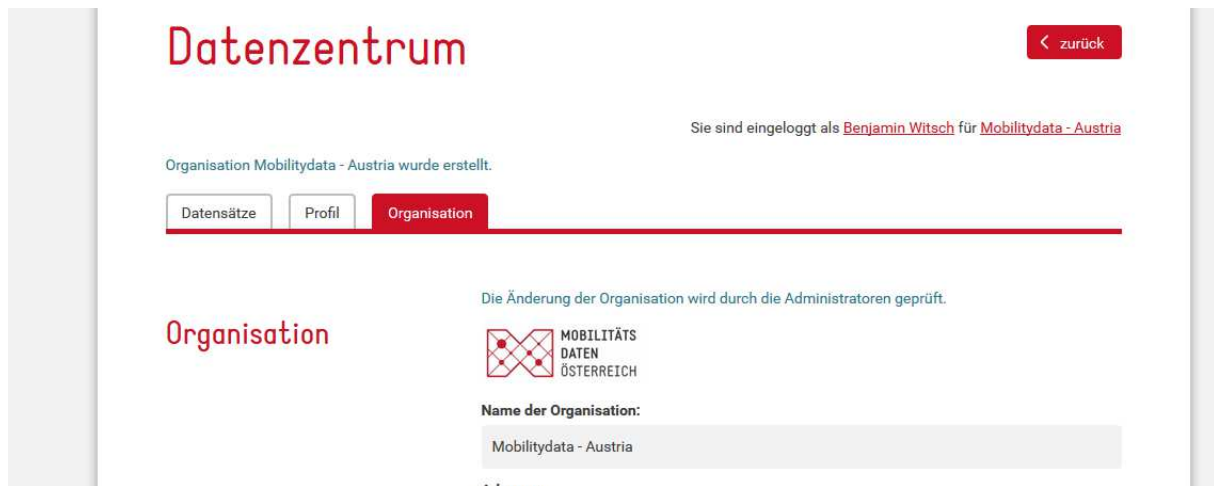 Datenzentrum
zurück
Sie sind eingeloggt als Benjamin Witsch für Mobilitydata - Austria
Organisation Mobilitydata - Austria wurde erstellt.
Datensätze Profil Organisation
Die Änderung der Organisation wird durch die Administratoren geprüft.
Organisation
MOBILITÄTS
DATEN
ÖSTERREICH
Name der Organisation:
Mobilitydata - Austria